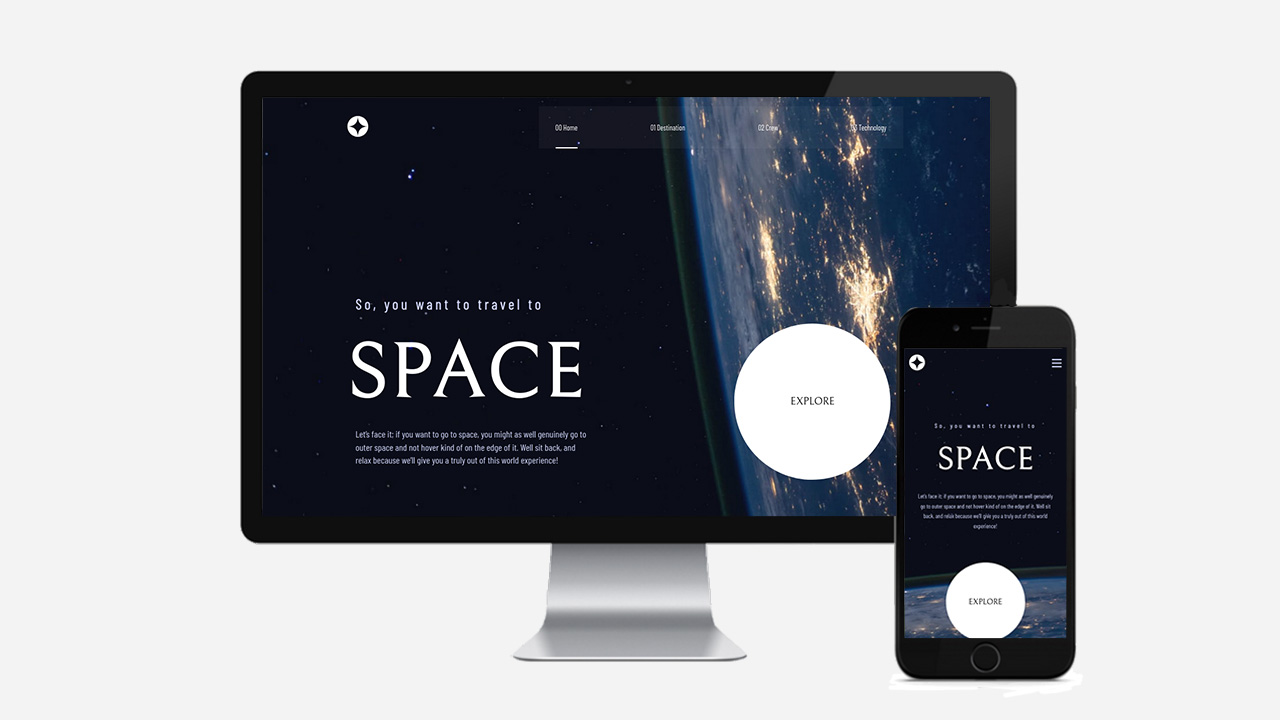 00 Home
01 Destination
02 Crew
03 Technology
So, you want to travel to
SPACE
Let's face it; if you want to go to space, you might as well genuinely go to
outer space and not hover kind of on the edge of it. Well sit back, and
relax because we'll give you a truly out of this world experience!
EXPLORE
So, you want to travel to
SPACE
Let's face it; if you want to go to space, you might as well genuinely
go to outer space and not hover kind of on the edge of it. Well sit
back, and relax because we'll give you a truly out of this world
experience!
EXPLORE